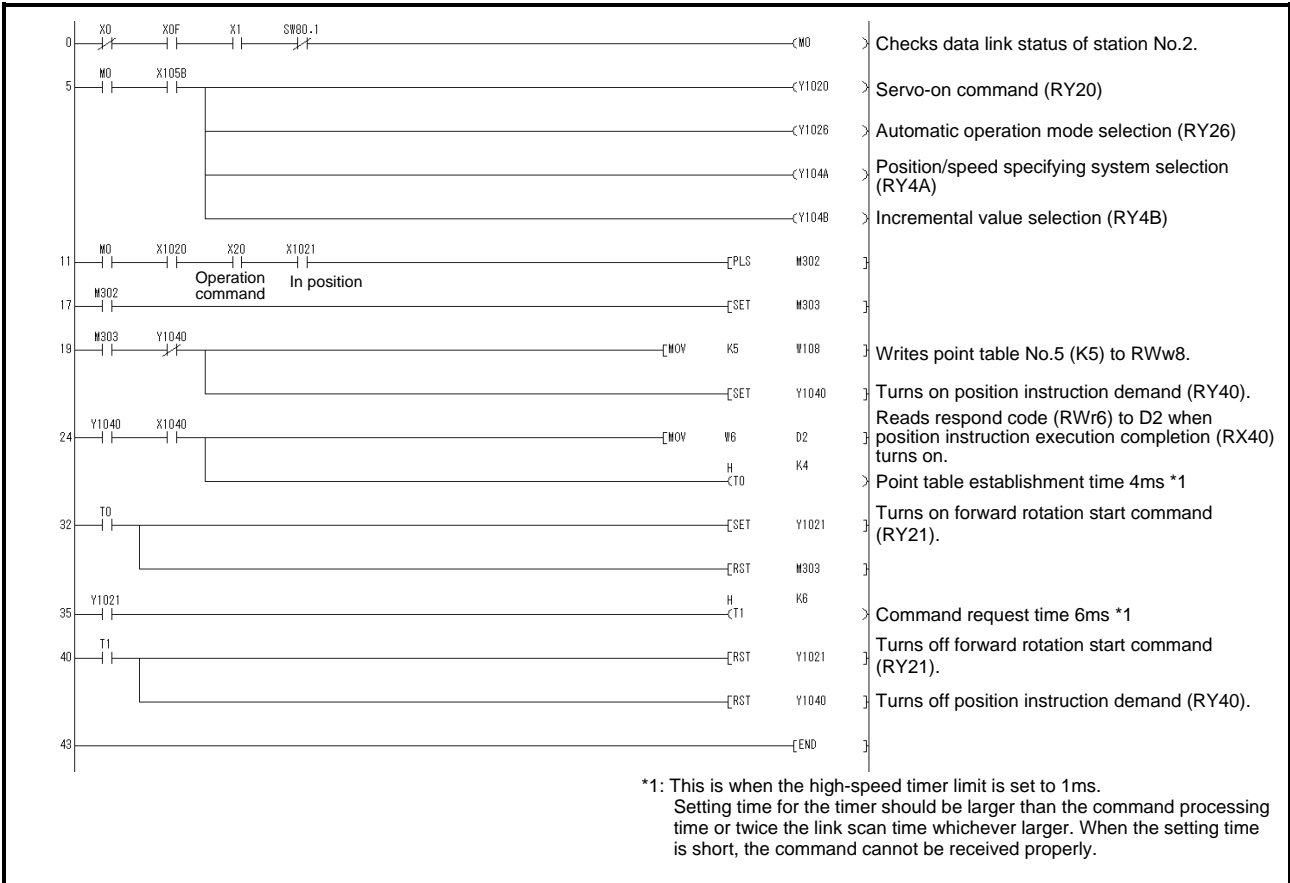 X0 X0F X1 SW80.1
0 (M0 ) Checks data link status of station No.2.
M0 X105B
5 (Y1020 ) Servo-on command (RY20)
(Y1026 ) Automatic operation mode selection (RY26)
(Y104A ) Position/speed specifying system selection
(RY4A)
(Y104B ) Incremental value selection (RY4B)
M0 X1020 X20 X1021
11 [PLS M302 ]
Operation
command
In position
M302
17 [SET M303 ]
M303 Y1040
19 [MOV K5 W108 ] Writes point table No.5 (K5) to RWw8.
[SET Y1040 ] Turns on position instruction demand (RY40).
Y1040 X1040
24 [MOV W6 D2 ] Reads respond code (RWr6) to D2 when
position instruction execution completion (RX40)
turns on.
H K4
(T0 ) Point table establishment time 4ms *1
T0
32 [SET Y1021 ] Turns on forward rotation start command
(RY21).
[RST M303 ]
Y1021 H K6
35 (T1 ) Command request time 6ms *1
T1
40 [RST Y1021 ] Turns off forward rotation start command
(RY21).
[RST Y1040 ] Turns off position instruction demand (RY40).
43 [END ]
*1: This is when the high-speed timer limit is set to 1ms.
Setting time for the timer should be larger than the command processing
time or twice the link scan time whichever larger. When the setting time
is short, the command cannot be received properly.